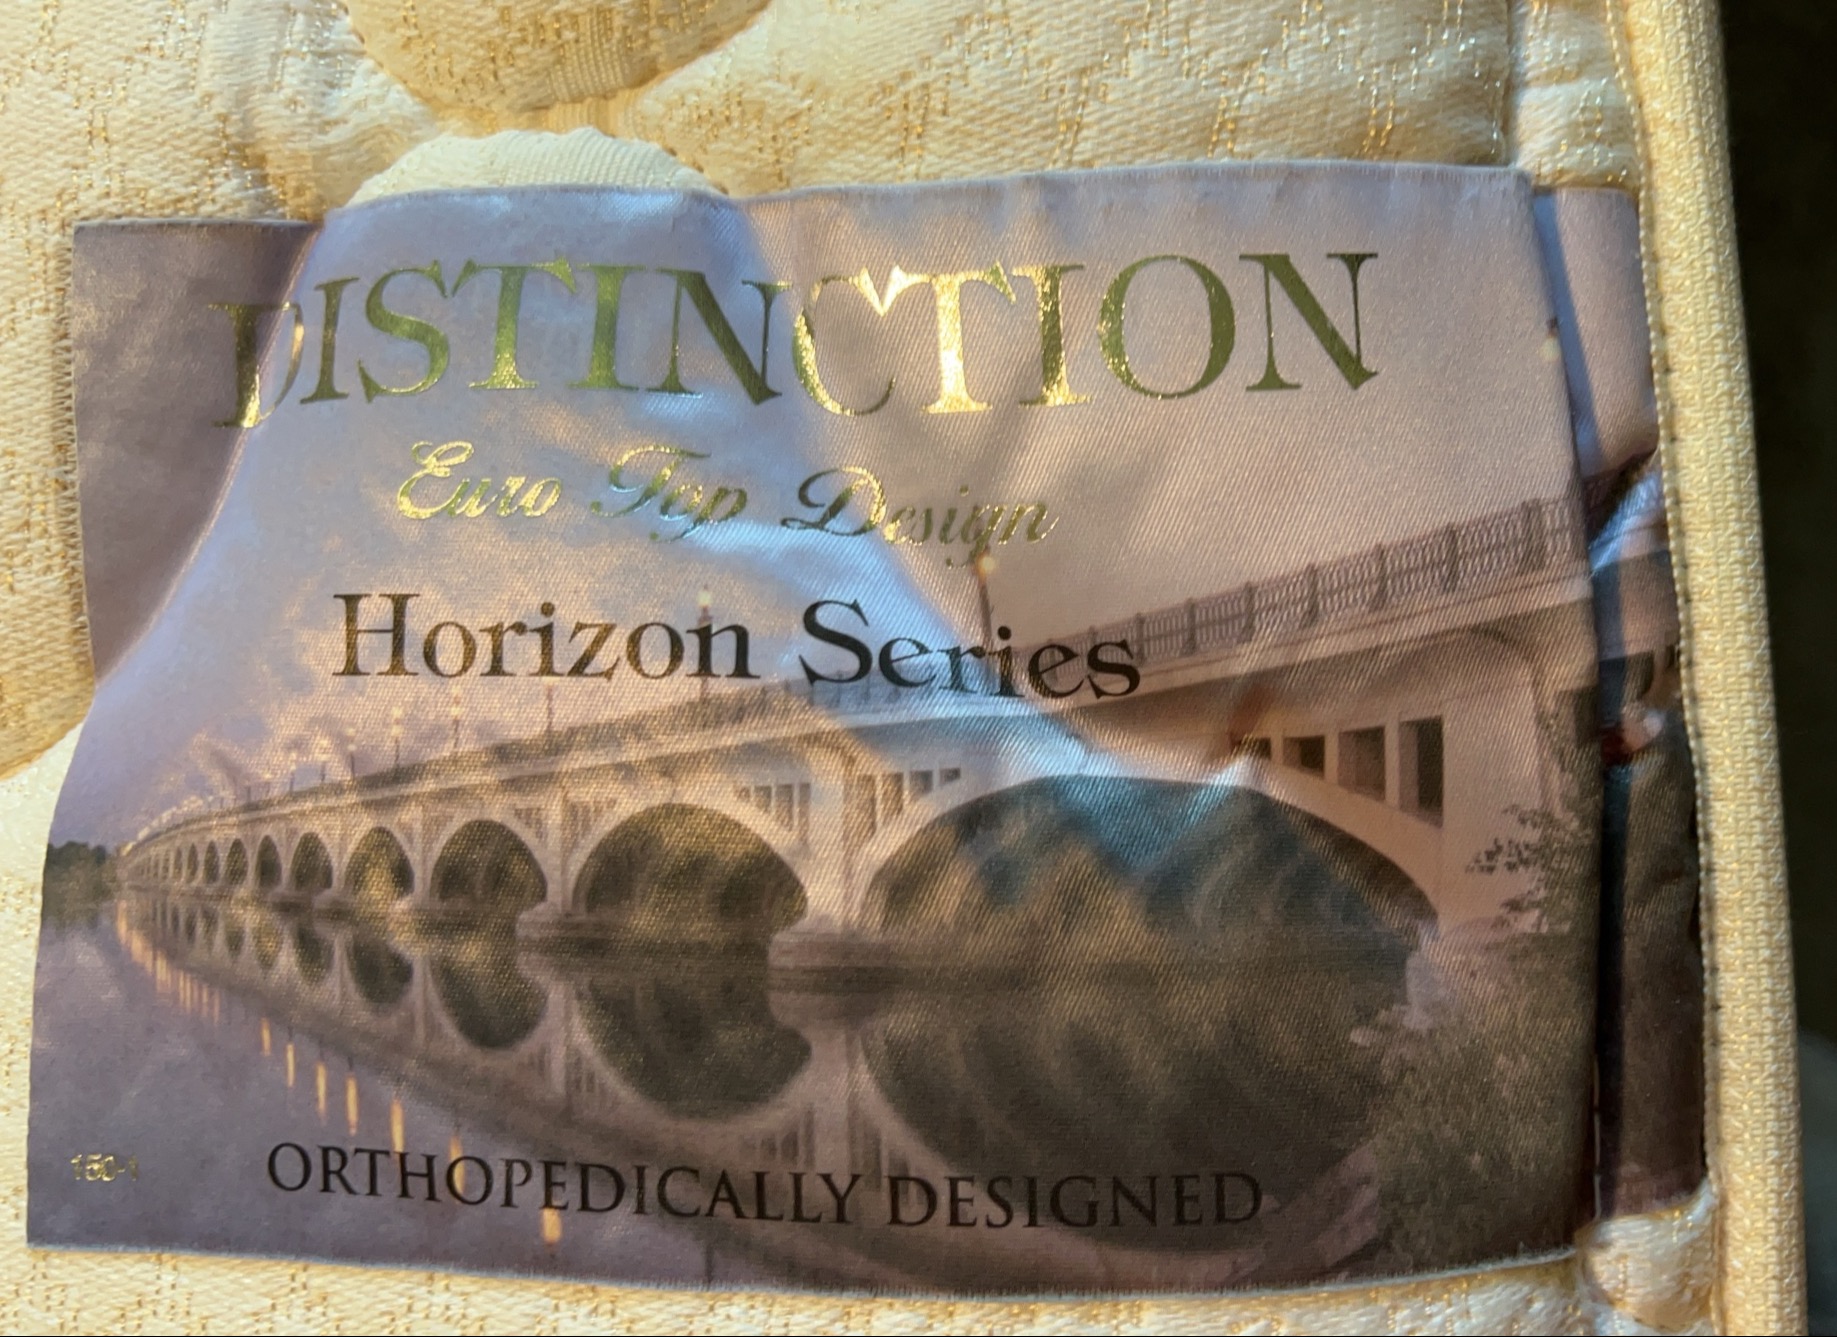 DISTINCTION
Euro Top Design
Horizon Series
150-1
ORTHOPEDICALLY DESIGNED